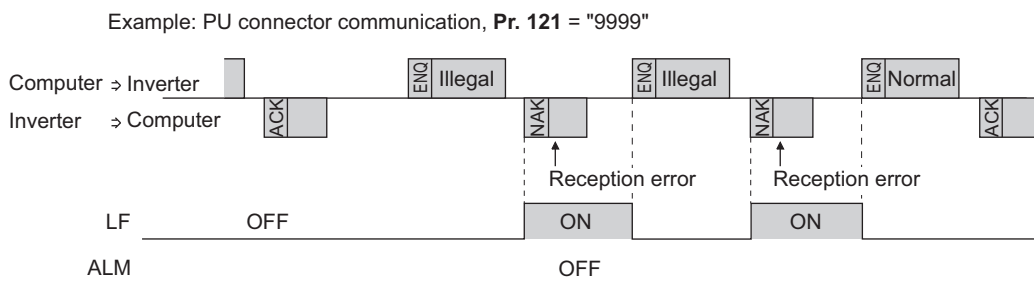 Example: PU connector communication, Pr. 121 = "9999"
Computer ⇒ Inverter
ENQ Illegal
ENQ Illegal
ENQ Normal
Inverter ⇒ Computer
ACK
NAK
NAK
ACK
Reception error
Reception error
LF
OFF
ON
ON
ALM
OFF